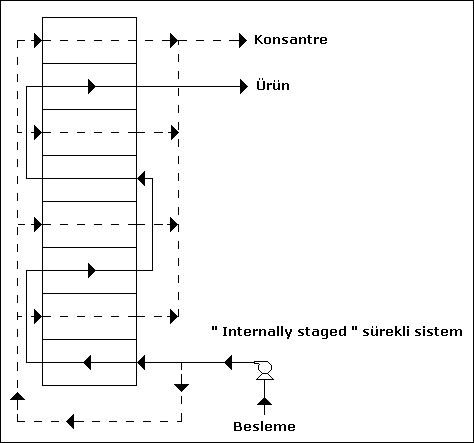 Konsantre
Ürün
" Internally staged " sürekli sistem
Besleme